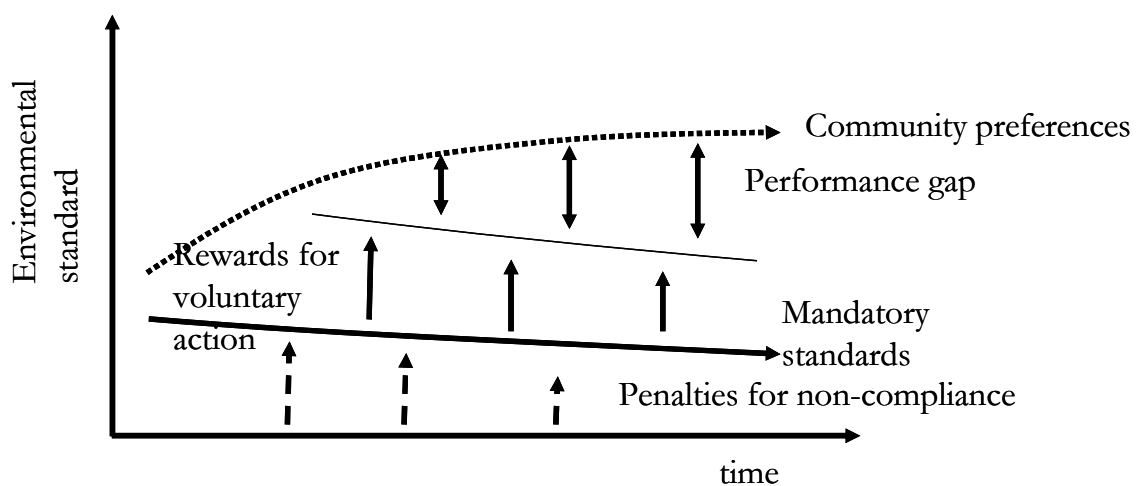 Environmental
standard
Community preferences
Performance gap
Rewards for
voluntary
action
Mandatory
standards
Penalties for non-compliance
time